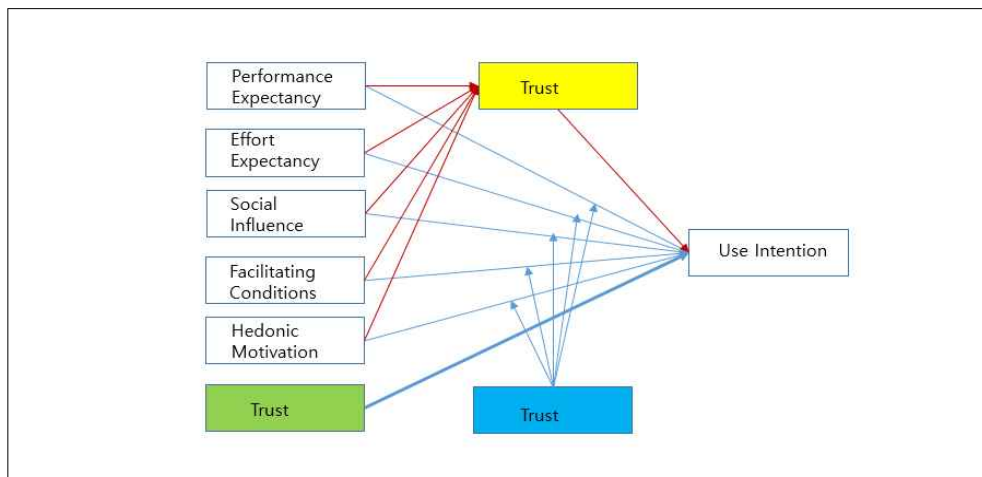 Performance
Expectancy
Trust
Effort
Expectancy
Social
Influence
Use Intention
Facilitating
Conditions
Hedonic
Motivation
Trust
Trust